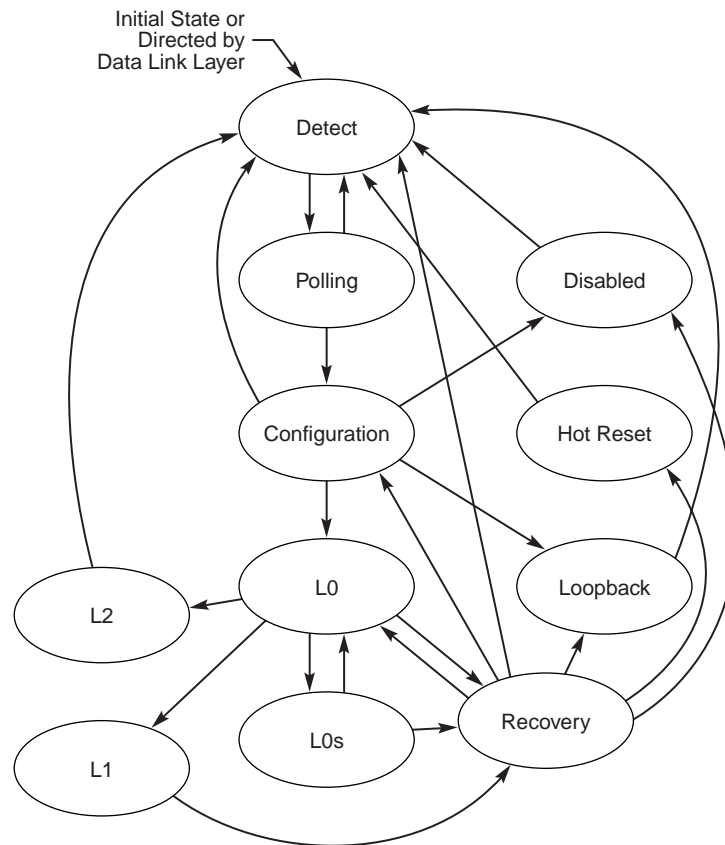 Initial State or
Directed by
Data Link Layer
Detect
Polling
Disabled
Configuration
Hot Reset
L0
Loopback
L2
L0s
Recovery
L1